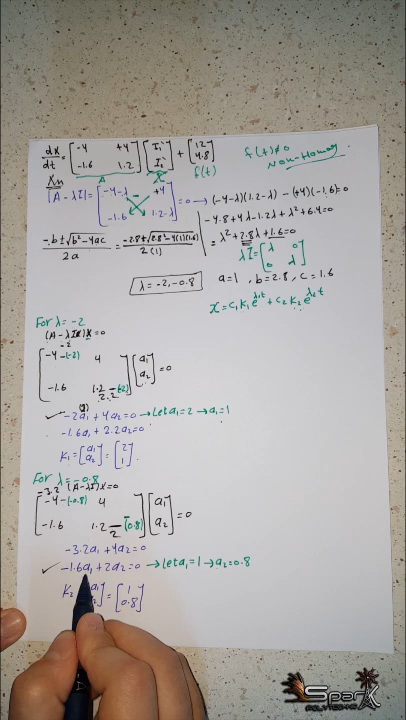 dx/dt = [-4 +4 -1.6 1.2] [I₁ I₂] + [12 4.8] f(t)≠0
A X f(t) Non-Homog
Xₕ
|A-λI| = [-4-λ +4 -1.6 1.2-λ] = 0 → (-4-λ)(1.2-λ) - (+4)(-1.6)=0
-4.8+4λ-1.2λ+λ²+6.4=0
-b±√b²-4ac / 2a = -2.8±√2.8²-4(1)(1.6) / 2(1) = λ²+2.8λ+1.6=0
λI = [λ 0 0 λ]
a=1, b=2.8, c=1.6
λ = -2, -0.8
x = C₁K₁e^λ₁t + C₂K₂e^λ₂t
For λ = -2
(A-λI)x=0
-2
[-4-(-2) 4 -1.6 1.2-(-2)] [a₁ a₂] = 0
-2a₁ + 4a₂=0 → Let a₁=2 → a₂=1
-1.6a₁ + 2.2a₂=0
K₁ = [a₁ a₂] = [2 1]
For λ = -0.8
-3.2 (A-λI)x=0
[-4-(-0.8) 4 -1.6 1.2-(0.8)] [a₁ a₂] = 0
-3.2a₁ + 4a₂=0
-1.6a₁ + 2a₂=0 → Let a₁=1 → a₂=0.8
K₂ = [1 0.8]
Spark